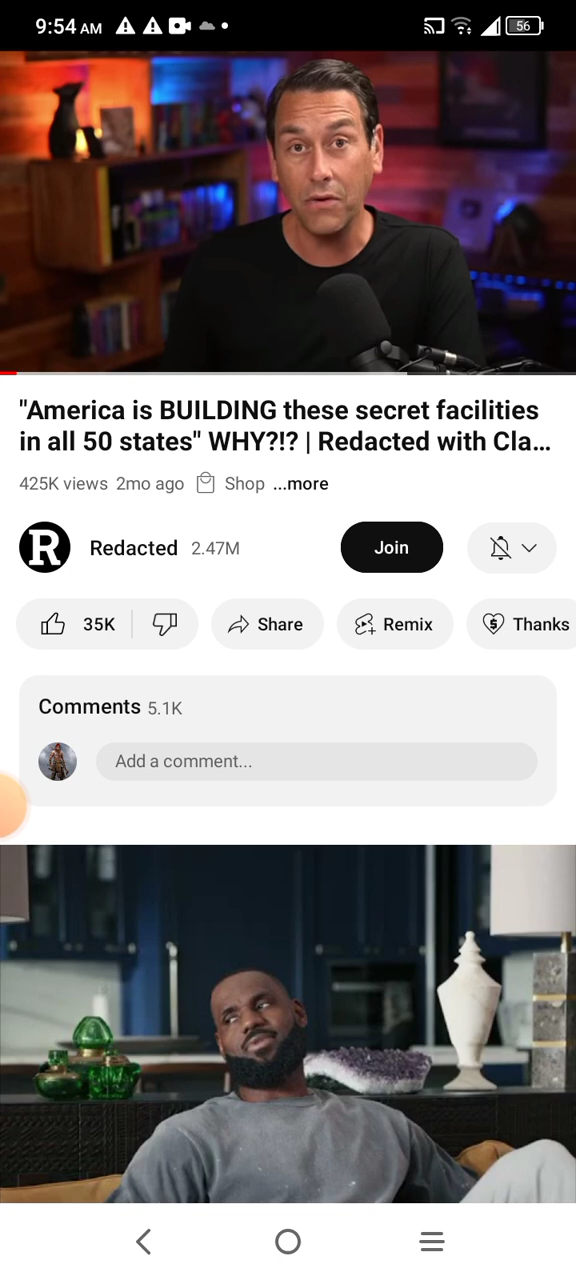 9:54 AM
56
"America is BUILDING these secret facilities
in all 50 states" WHY?!? | Redacted with Cla...
425K views 2mo ago Shop ...more
R Redacted 2.47M Join
35K Share Remix Thanks
Comments 5.1K
Add a comment...